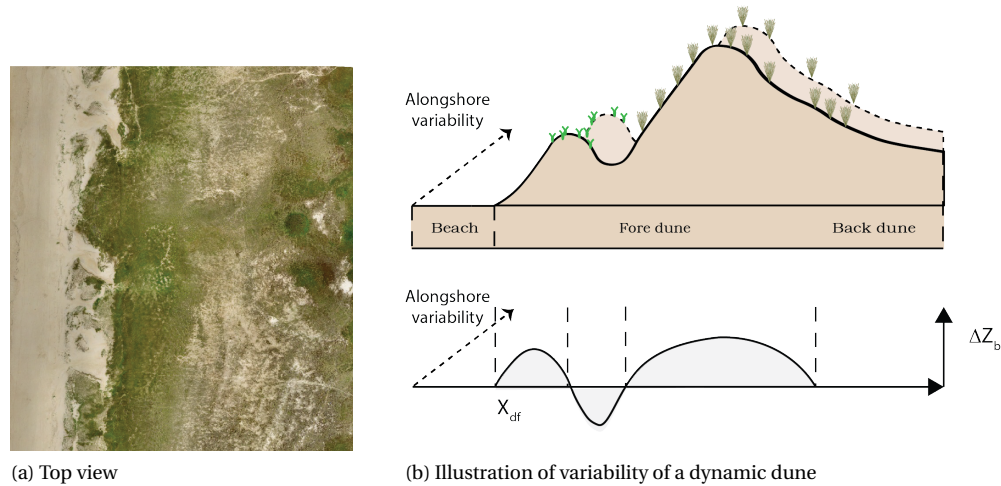 Alongshore
variability
Beach
Fore dune
Back dune
Alongshore
variability
ΔZb
Xdf
(a) Top view
(b) Illustration of variability of a dynamic dune